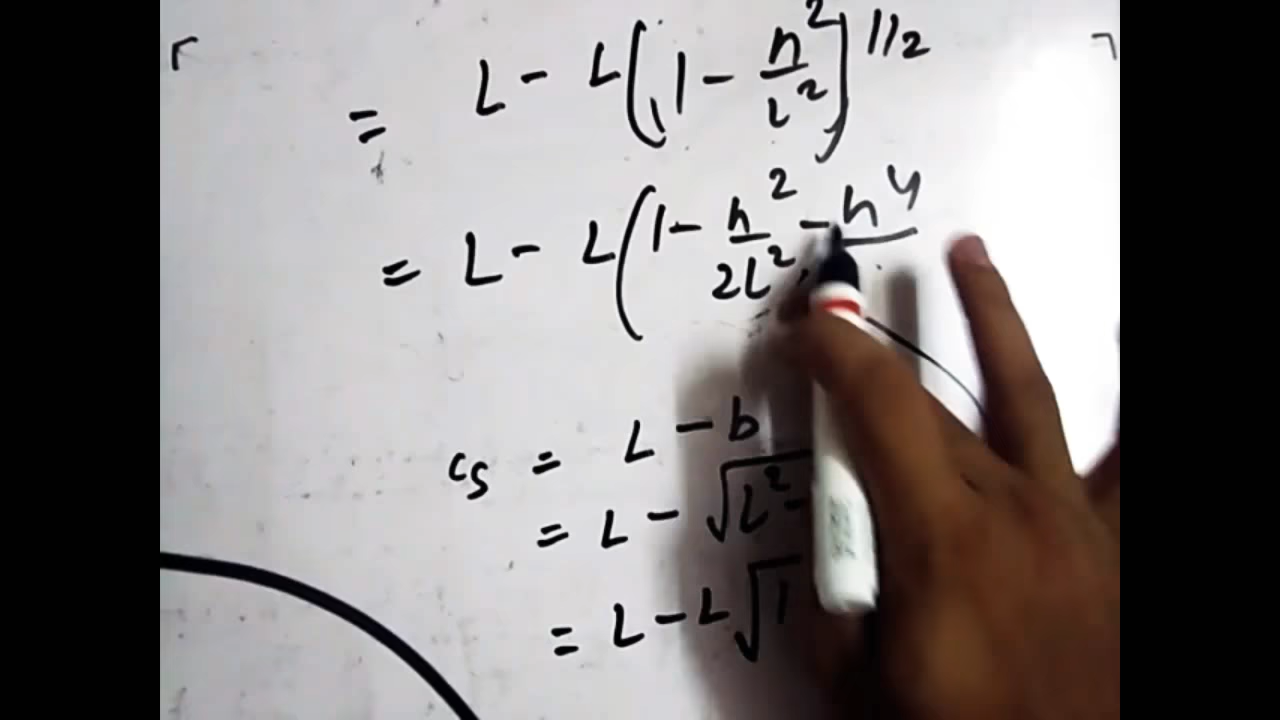 = L - L(1 - h²/L²)^1/2
= L - L(1 - h²/2L² - h⁴
Cs = L - b
= L - √L² -
= L - L√1